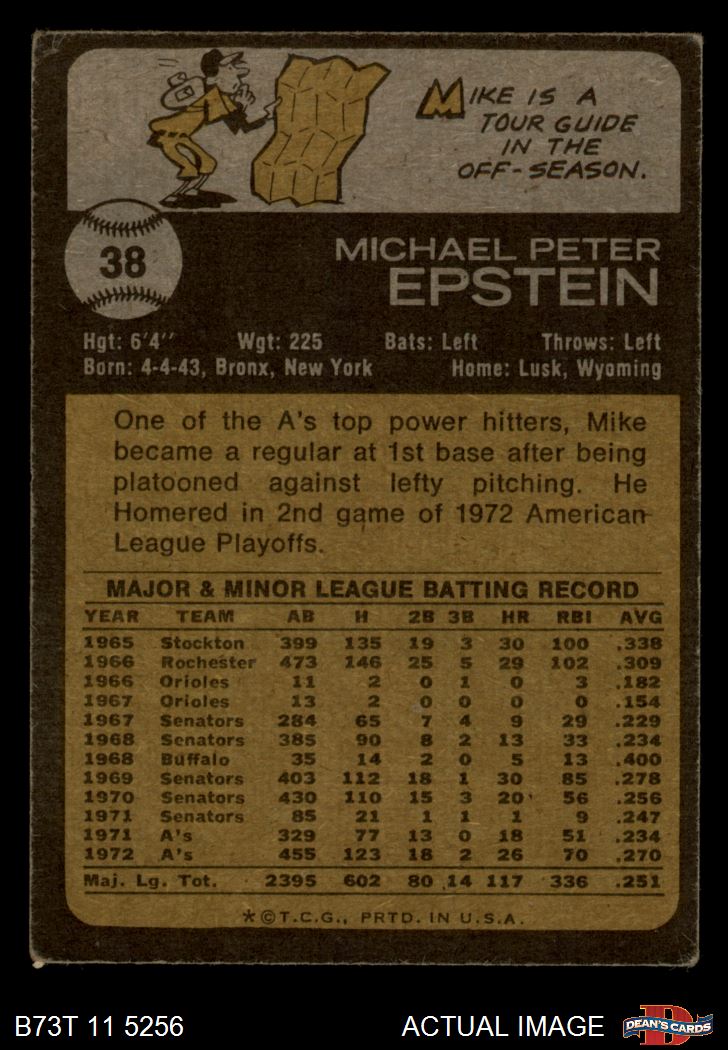 MIKE IS A
TOUR GUIDE
IN THE
OFF-SEASON.
38
MICHAEL PETER
EPSTEIN
Hgt: 6'4" Wgt: 225 Bats: Left Throws: Left
Born: 4-4-43, Bronx, New York Home: Lusk, Wyoming
One of the A's top power hitters, Mike
became a regular at 1st base after being
platooned against lefty pitching. He
Homered in 2nd game of 1972 American
League Playoffs.
MAJOR & MINOR LEAGUE BATTING RECORD
YEAR TEAM AB H 2B 3B HR RBI AVG
1965 Stockton 399 135 19 3 30 100 .338
1966 Rochester 473 146 25 5 29 102 .309
1966 Orioles 11 2 0 1 0 3 .182
1967 Orioles 13 2 0 0 0 0 .154
1967 Senators 284 65 7 4 9 29 .229
1968 Senators 385 90 8 2 13 33 .234
1968 Buffalo 35 14 2 0 5 13 .400
1969 Senators 403 112 18 1 30 85 .278
1970 Senators 430 110 15 3 20 56 .256
1971 Senators 85 21 1 1 1 9 .247
1971 A's 329 77 13 0 18 51 .234
1972 A's 455 123 18 2 26 70 .270
Maj. Lg. Tot. 2395 602 80 14 117 336 .251
*©T.C.G., PRTD. IN U.S.A.
B73T 11 5256 ACTUAL IMAGE
DEAN'S CARDS